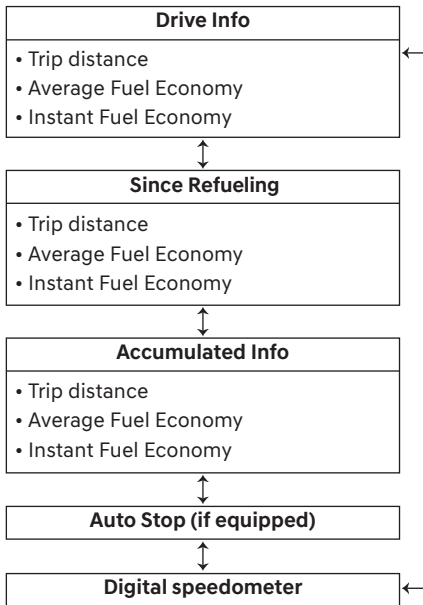 Drive Info
• Trip distance
• Average Fuel Economy
• Instant Fuel Economy
Since Refueling
• Trip distance
• Average Fuel Economy
• Instant Fuel Economy
Accumulated Info
• Trip distance
• Average Fuel Economy
• Instant Fuel Economy
Auto Stop (if equipped)
Digital speedometer